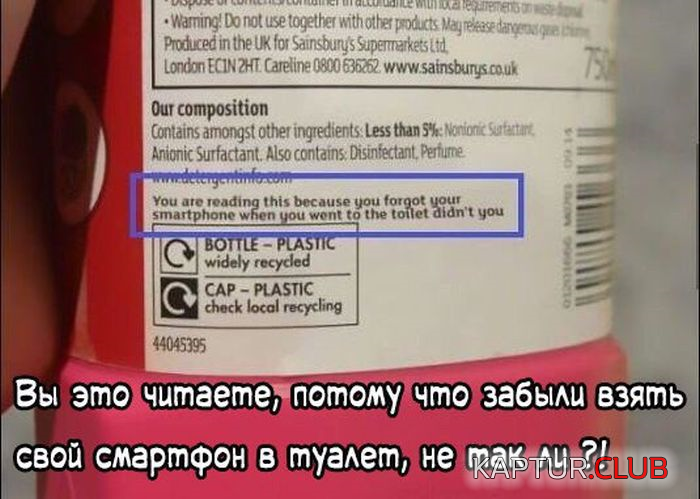 • Warning! Do not use together with other products. May release dangerous gases (chlorine).
Produced in the UK for Sainsbury's Supermarkets Ltd,
London EC1N 2HT. Careline 0800 636262. www.sainsburys.co.uk
Our composition
Contains amongst other ingredients: Less than 5%: Nonionic Surfactant,
Anionic Surfactant. Also contains: Disinfectant, Perfume.
www.detergentinfo.com
You are reading this because you forgot your
smartphone when you went to the toilet didn't you
BOTTLE – PLASTIC
widely recycled
CAP – PLASTIC
check local recycling
44045395
Вы это читаете, потому что забыли взять
свой смартфон в туалет, не так ли ?!
KAPTUR.CLUB